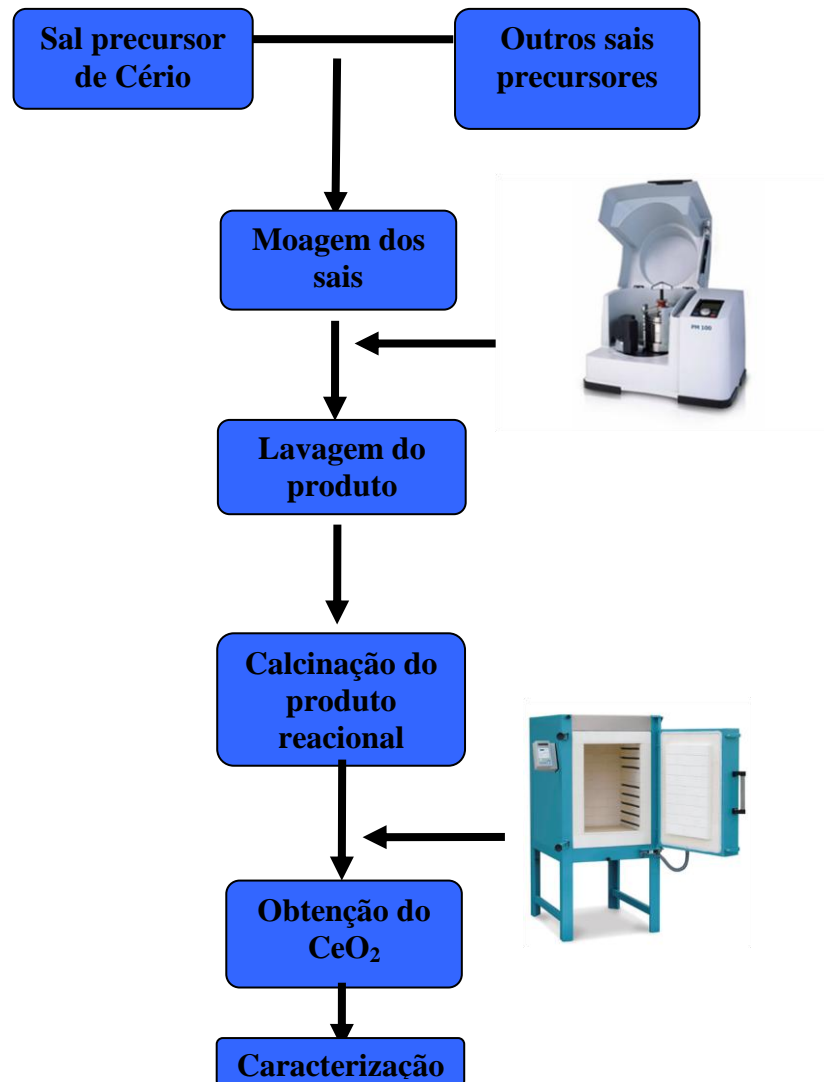 Sal precursor
de Cério
Outros sais
precursores
Moagem dos
sais
PM 100
Lavagem do
produto
Calcinação do
produto
reacional
Obtenção do
CeO₂
Caracterização